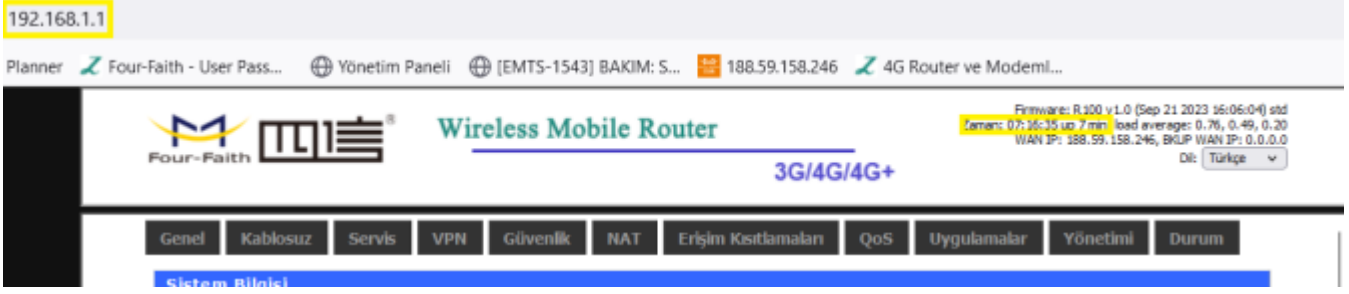 192.168.1.1
Planner Four-Faith - User Pass... Yönetim Paneli [EMTS-1543] BAKIM: S... 188.59.158.246 4G Router ve Modeml...
Firmware: R100 v1.0 (Sep 21 2023 16:06:04) std
Zaman: 07:16:35 up 7 min, load average: 0.76, 0.49, 0.20
WAN IP: 188.59.158.246, BKUP WAN IP: 0.0.0.0
Dil: Türkçe
Four-Faith ® Wireless Mobile Router
3G/4G/4G+
Genel Kablosuz Servis VPN Güvenlik NAT Erişim Kısıtlamaları QoS Uygulamalar Yönetimi Durum
Sistem Bilgisi